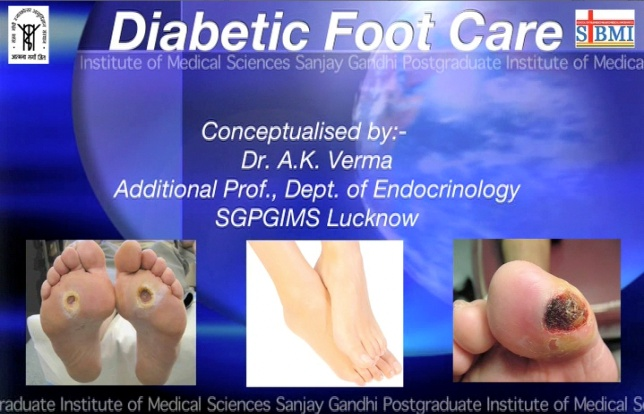 Diabetic Foot Care
SBMI
Institute of Medical Sciences Sanjay Gandhi Postgraduate Institute of Medica
Conceptualised by:-
Dr. A.K. Verma
Additional Prof., Dept. of Endocrinology
SGPGIMS Lucknow
raduate Institute of Medical Sciences Sanjay Gandhi Postgraduate Institute of Medical S